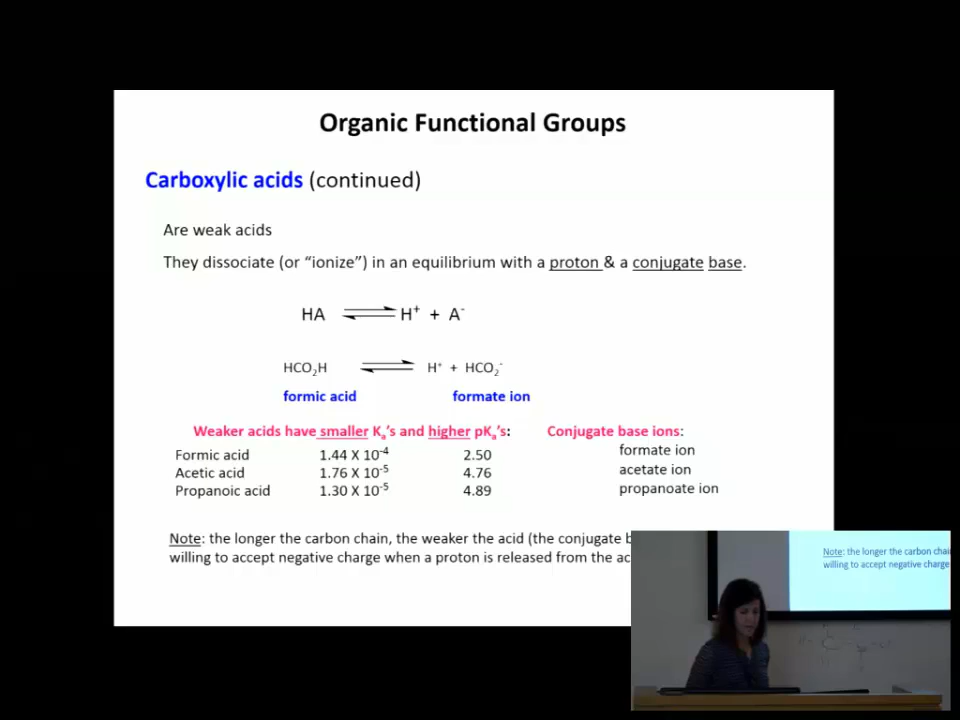 Organic Functional Groups
Carboxylic acids (continued)
Are weak acids
They dissociate (or “ionize”) in an equilibrium with a proton & a conjugate base.
HA ⇌ H⁺ + A⁻
HCO₂H ⇌ H⁺ + HCO₂⁻
formic acid formate ion
Weaker acids have smaller Kₐ’s and higher pKₐ’s: Conjugate base ions:
Formic acid 1.44 X 10⁻⁴ 2.50 formate ion
Acetic acid 1.76 X 10⁻⁵ 4.76 acetate ion
Propanoic acid 1.30 X 10⁻⁵ 4.89 propanoate ion
Note: the longer the carbon chain, the weaker the acid (the conjugate
willing to accept negative charge when a proton is released from the
Note: the longer the carbon
willing to accept negative charge